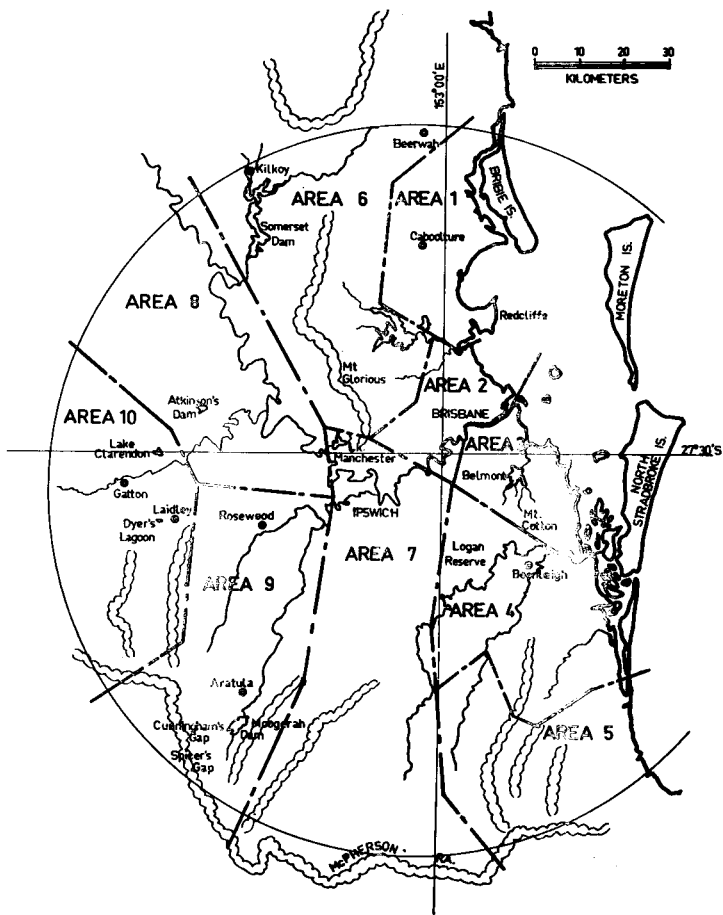 0 10 20 30
KILOMETERS
153°00'E
Beerwah
Kilkoy
AREA 6
AREA 1
BRIBIE IS.
Somerset
Dam
Caboolture
MORETON IS.
AREA 8
Redcliffe
Mt
Glorious
AREA 2
Atkinson's
Dam
AREA 10
BRISBANE
AREA
Lake
Clarendon
Manchester
27°30'S
Belmont
NORTH
STRADBROKE IS.
Gatton
Laidley
Dyer's
Lagoon
Rosewood
IPSWICH
Mt.
Cotton
AREA 7
Logan
Reserve
Beenleigh
AREA 9
AREA 4
Aratula
Cunningham's
Gap
Moogerah
Dam
AREA 5
Spicer's
Gap
McPHERSON RA.